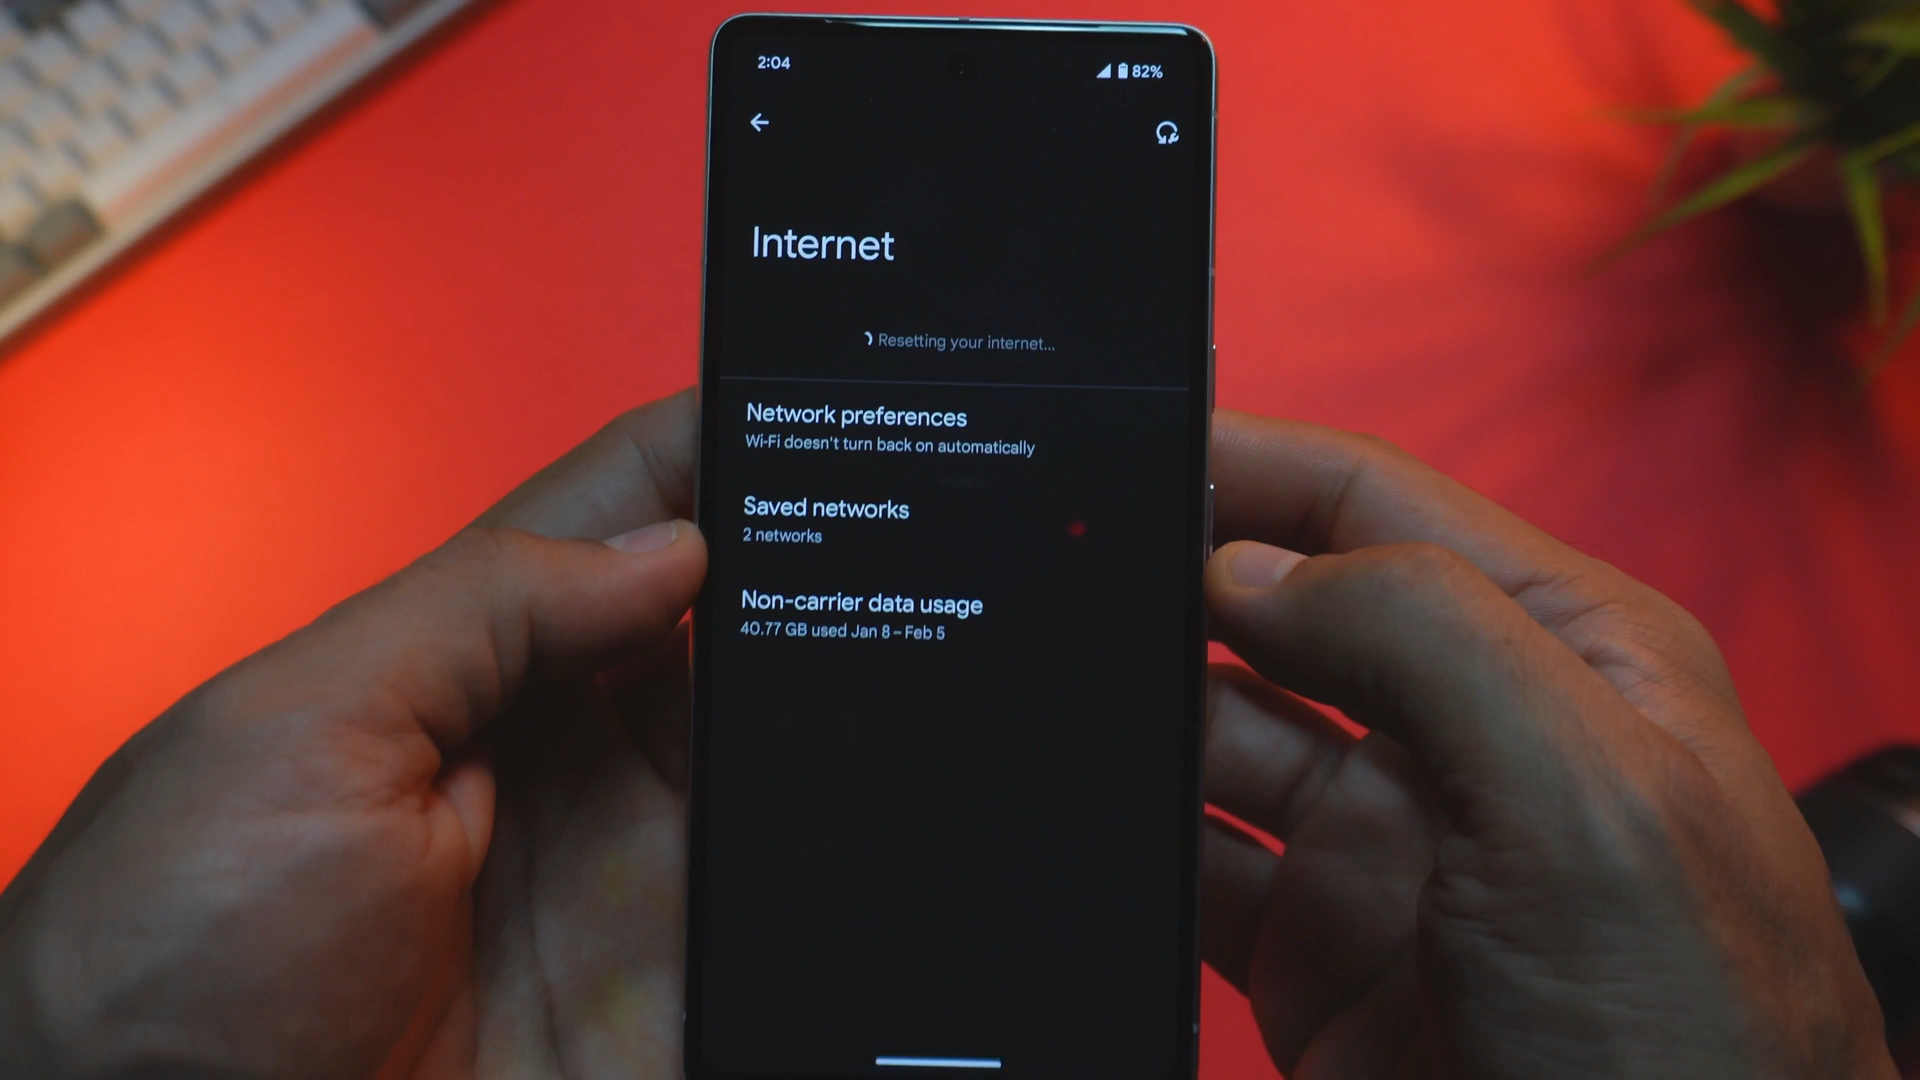 2:04
82%
Internet
Resetting your internet...
Network preferences
Wi-Fi doesn't turn back on automatically
Saved networks
2 networks
Non-carrier data usage
40.77 GB used Jan 8 – Feb 5